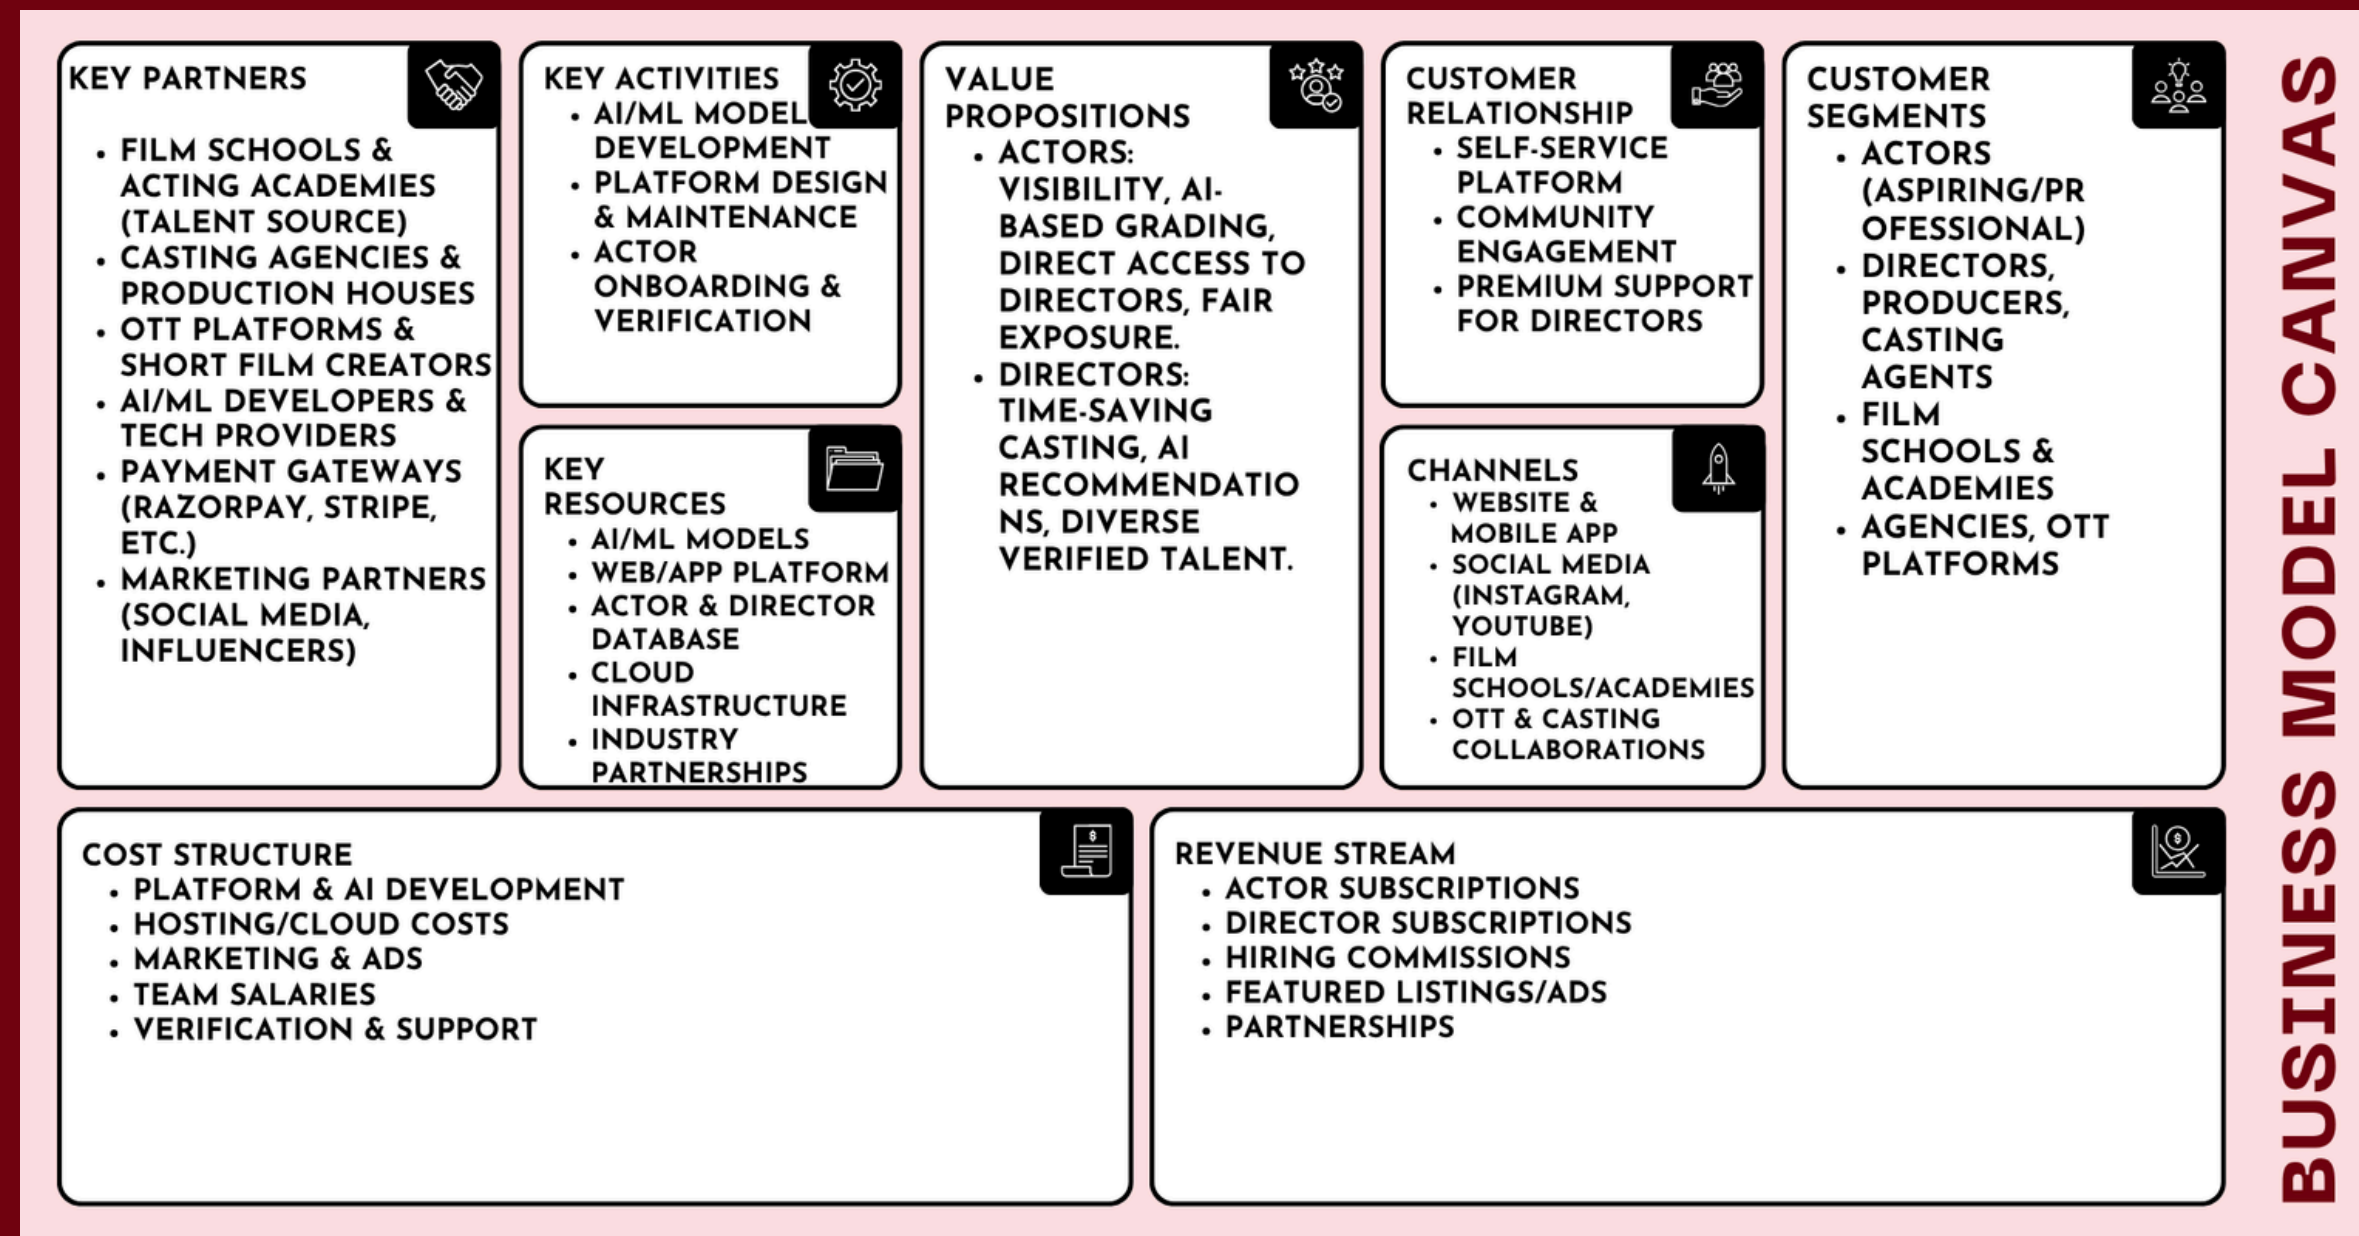 KEY PARTNERS
• FILM SCHOOLS &
ACTING ACADEMIES
(TALENT SOURCE)
• CASTING AGENCIES &
PRODUCTION HOUSES
• OTT PLATFORMS &
SHORT FILM CREATORS
• AI/ML DEVELOPERS &
TECH PROVIDERS
• PAYMENT GATEWAYS
(RAZORPAY, STRIPE,
ETC.)
• MARKETING PARTNERS
(SOCIAL MEDIA,
INFLUENCERS)
KEY ACTIVITIES
• AI/ML MODEL
DEVELOPMENT
• PLATFORM DESIGN
& MAINTENANCE
• ACTOR
ONBOARDING &
VERIFICATION
KEY
RESOURCES
• AI/ML MODELS
• WEB/APP PLATFORM
• ACTOR & DIRECTOR
DATABASE
• CLOUD
INFRASTRUCTURE
• INDUSTRY
PARTNERSHIPS
VALUE
PROPOSITIONS
• ACTORS:
VISIBILITY, AI-
BASED GRADING,
DIRECT ACCESS TO
DIRECTORS, FAIR
EXPOSURE.
• DIRECTORS:
TIME-SAVING
CASTING, AI
RECOMMENDATIO
NS, DIVERSE
VERIFIED TALENT.
CUSTOMER
RELATIONSHIP
• SELF-SERVICE
PLATFORM
• COMMUNITY
ENGAGEMENT
• PREMIUM SUPPORT
FOR DIRECTORS
CHANNELS
• WEBSITE &
MOBILE APP
• SOCIAL MEDIA
(INSTAGRAM,
YOUTUBE)
• FILM
SCHOOLS/ACADEMIES
• OTT & CASTING
COLLABORATIONS
CUSTOMER
SEGMENTS
• ACTORS
(ASPIRING/PR
OFESSIONAL)
• DIRECTORS,
PRODUCERS,
CASTING
AGENTS
• FILM
SCHOOLS &
ACADEMIES
• AGENCIES, OTT
PLATFORMS
COST STRUCTURE
• PLATFORM & AI DEVELOPMENT
• HOSTING/CLOUD COSTS
• MARKETING & ADS
• TEAM SALARIES
• VERIFICATION & SUPPORT
REVENUE STREAM
• ACTOR SUBSCRIPTIONS
• DIRECTOR SUBSCRIPTIONS
• HIRING COMMISSIONS
• FEATURED LISTINGS/ADS
• PARTNERSHIPS
BUSINESS MODEL CANVAS